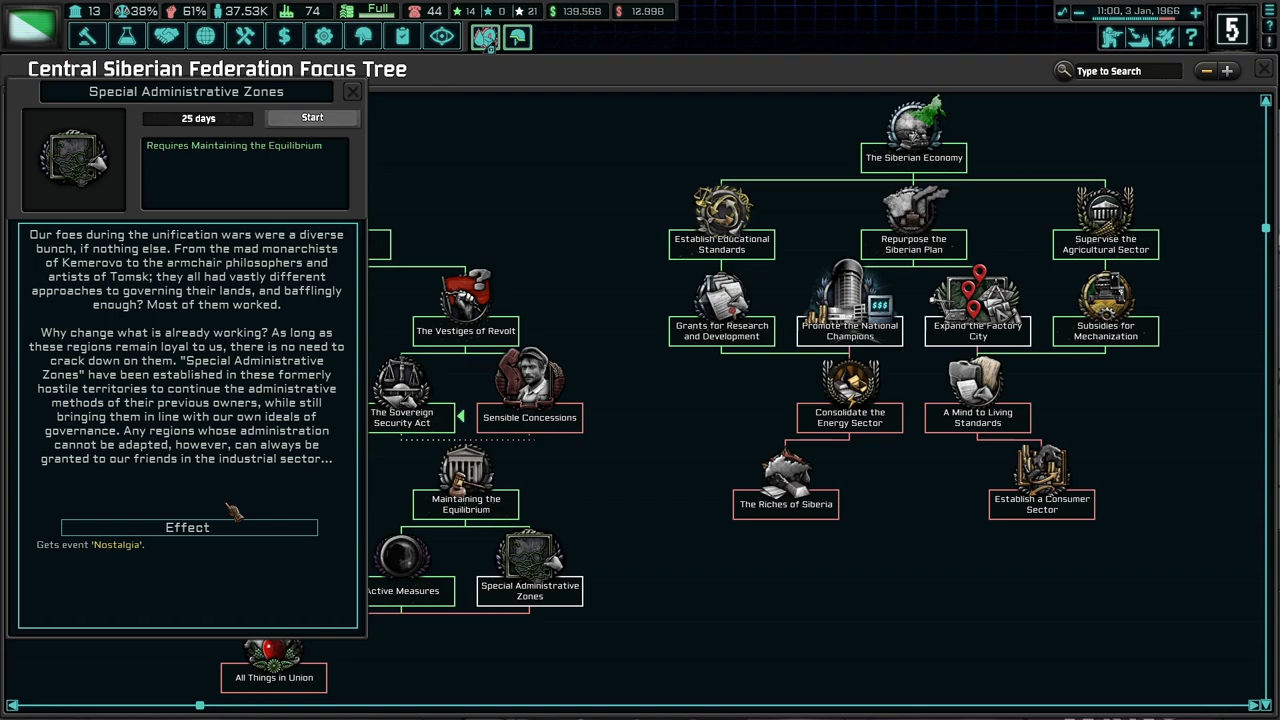 13
38%
61%
37.53K
74
Full
44
14
0
21
139.56B
12.99B
11:00, 3 Jan, 1966
5
Central Siberian Federation Focus Tree
Type to Search
Special Administrative Zones
25 days
Start
Requires Maintaining the Equilibrium
Our foes during the unification wars were a diverse
bunch, if nothing else. From the mad monarchists
of Kemerovo to the armchair philosophers and
artists of Tomsk; they all had vastly different
approaches to governing their lands, and bafflingly
enough? Most of them worked.
Why change what is already working? As long as
these regions remain loyal to us, there is no need to
crack down on them. "Special Administrative
Zones" have been established in these formerly
hostile territories to continue the administrative
methods of their previous owners, while still
bringing them in line with our own ideals of
governance. Any regions whose administration
cannot be adapted, however, can always be
granted to our friends in the industrial sector...
Effect
Gets event 'Nostalgia'.
The Siberian Economy
Establish Educational
Standards
Repurpose the
Siberian Plan
Supervise the
Agricultural Sector
The Vestiges of Revolt
Grants for Research
and Development
$$$
Promote the National
Champions
Expand the Factory
City
Subsidies for
Mechanization
The Sovereign
Security Act
Sensible Concessions
Consolidate the
Energy Sector
A Mind to Living
Standards
Maintaining the
Equilibrium
The Riches of Siberia
Establish a Consumer
Sector
Active Measures
Special Administrative
Zones
All Things in Union